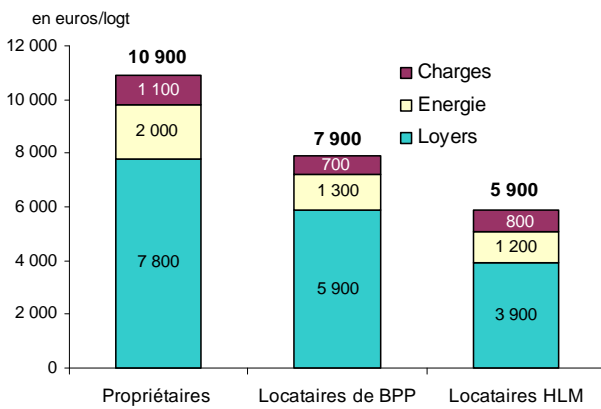 en euros/logt
12 000
10 000
8 000
6 000
4 000
2 000
0
10 900
1 100
2 000
7 800
7 900
700
1 300
5 900
5 900
800
1 200
3 900
Charges
Energie
Loyers
Propriétaires
Locataires de BPP
Locataires HLM